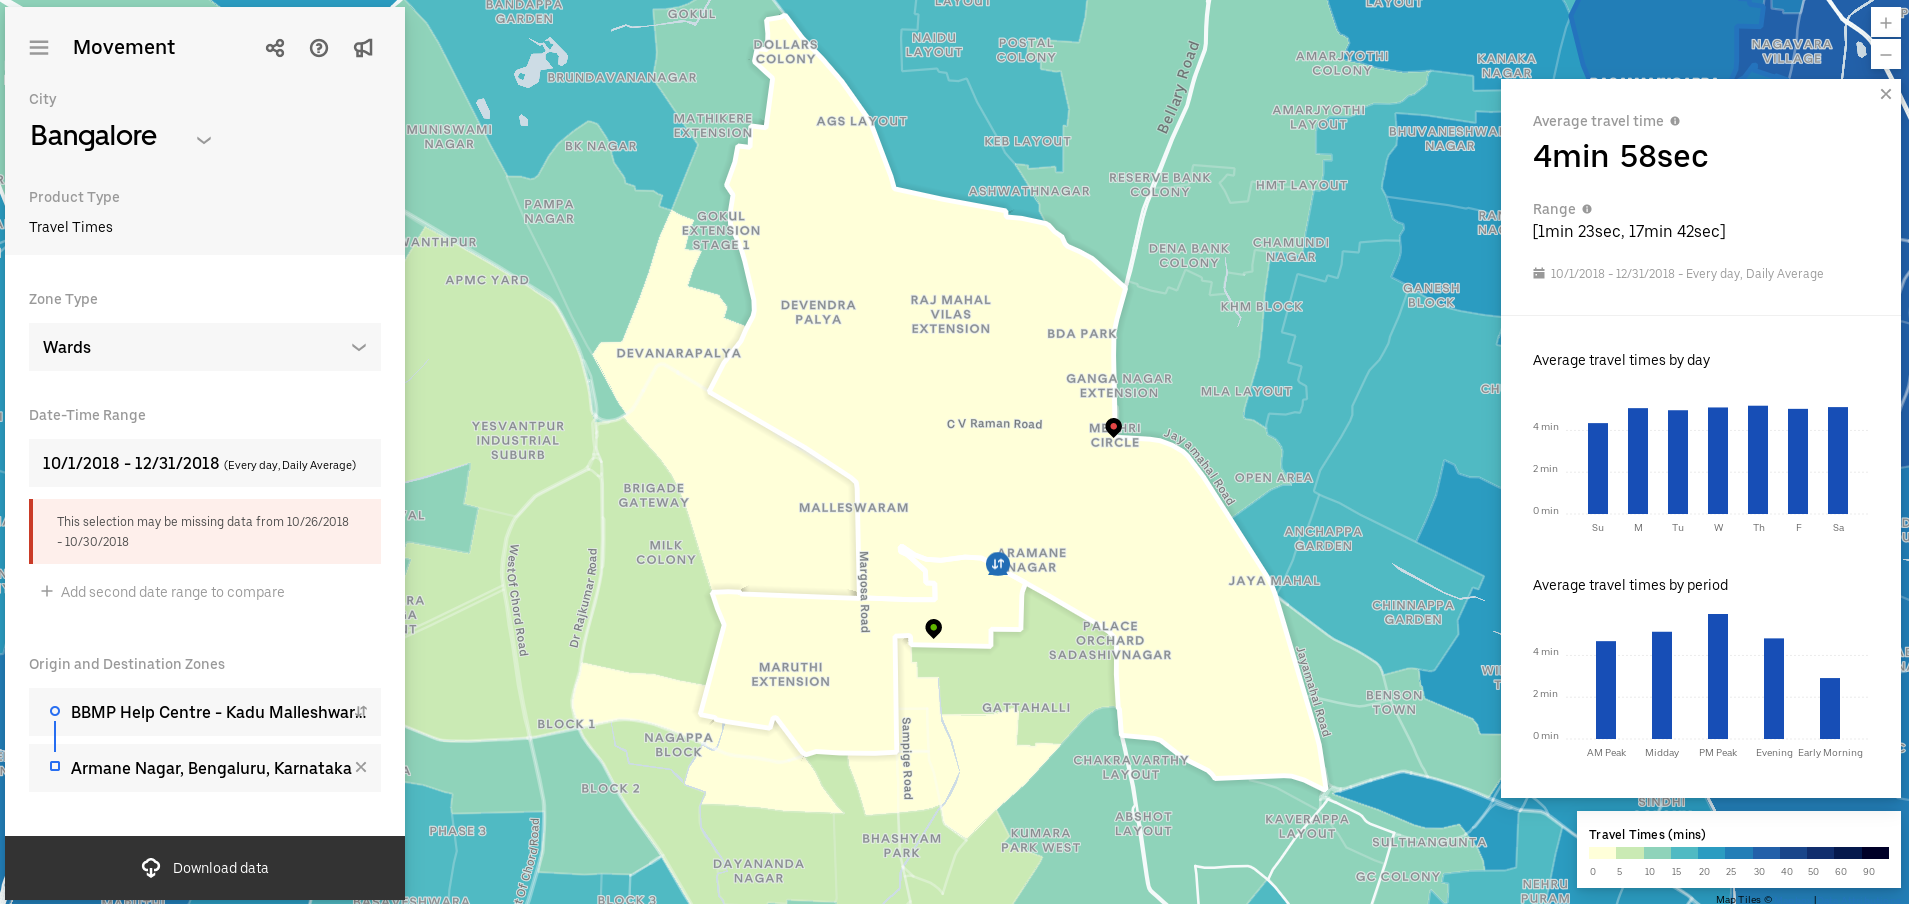 Movement
City
Bangalore
Product Type
Travel Times
Zone Type
Wards
Date-Time Range
10/1/2018 - 12/31/2018 (Every day, Daily Average)
This selection may be missing data from 10/26/2018
- 10/30/2018
Add second date range to compare
Origin and Destination Zones
BBMP Help Centre - Kadu Malleshwar...
Armane Nagar, Bengaluru, Karnataka
Download data
BANDAPPA
GARDEN
GOKUL
DOLLARS
COLONY
BRUNDAVANANAGAR
MUNISWAMI
NAGAR
MATHIKERE
EXTENSION
BK NAGAR
PAMPA
NAGAR
GOKUL
EXTENSION
STAGE 1
APMC YARD
DEVANARAPALYA
YESVANTPUR
INDUSTRIAL
SUBURB
BRIGADE
GATEWAY
MILK
COLONY
West Of Chord Road
Dr Rajkumar Road
Margosa Road
BLOCK 1
NAGAPPA
BLOCK
BLOCK 2
PHASE 3
DAYANANDA
NAGAR
BLOCK 3
LAYOUT
NAIDU
LAYOUT
POSTAL
COLONY
AGS LAYOUT
KEB LAYOUT
ASHWATHNAGAR
Bellary Road
DEVENDRA
PALYA
RAJ MAHAL
VILAS
EXTENSION
BDA PARK
GANGA NAGAR
EXTENSION
C V Raman Road
CIRCLE
MALLESWARAM
ARAMANE
NAGAR
MARUTHI
EXTENSION
PALACE
ORCHARD
SADASHIVNAGAR
GATTAHALLI
Sampige Road
CHAKRAVARTHY
LAYOUT
BHASHYAM
PARK
KUMARA
PARK WEST
ABSHOT
LAYOUT
LAYOUT
AMARJYOTHI
COLONY
KANAKA
NAGAR
NAGAVARA
VILLAGE
AMARJYOTHI
LAYOUT
RESERVE BANK
COLONY
HMT LAYOUT
DENA BANK
COLONY
CHAMUNDI
NAGAR
KHM BLOCK
GANESH
BLOCK
MLA LAYOUT
Jayamahal Road
OPEN AREA
ANCHAPPA
GARDEN
JAYA MAHAL
CHINNAPPA
GARDEN
Jayamahal Road
BENSON
TOWN
KAVERAPPA
LAYOUT
SULTHANGUNTA
GC COLONY
NEHRU
PURAM
Average travel time
4min 58sec
Range
[1min 23sec, 17min 42sec]
10/1/2018 - 12/31/2018 - Every day, Daily Average
Average travel times by day
4 min
2 min
0 min
Su M Tu W Th F Sa
Average travel times by period
4 min
2 min
0 min
AM Peak Midday PM Peak Evening Early Morning
SINDHI
Travel Times (mins)
0 5 10 15 20 25 30 40 50 60 90
Map Tiles © |